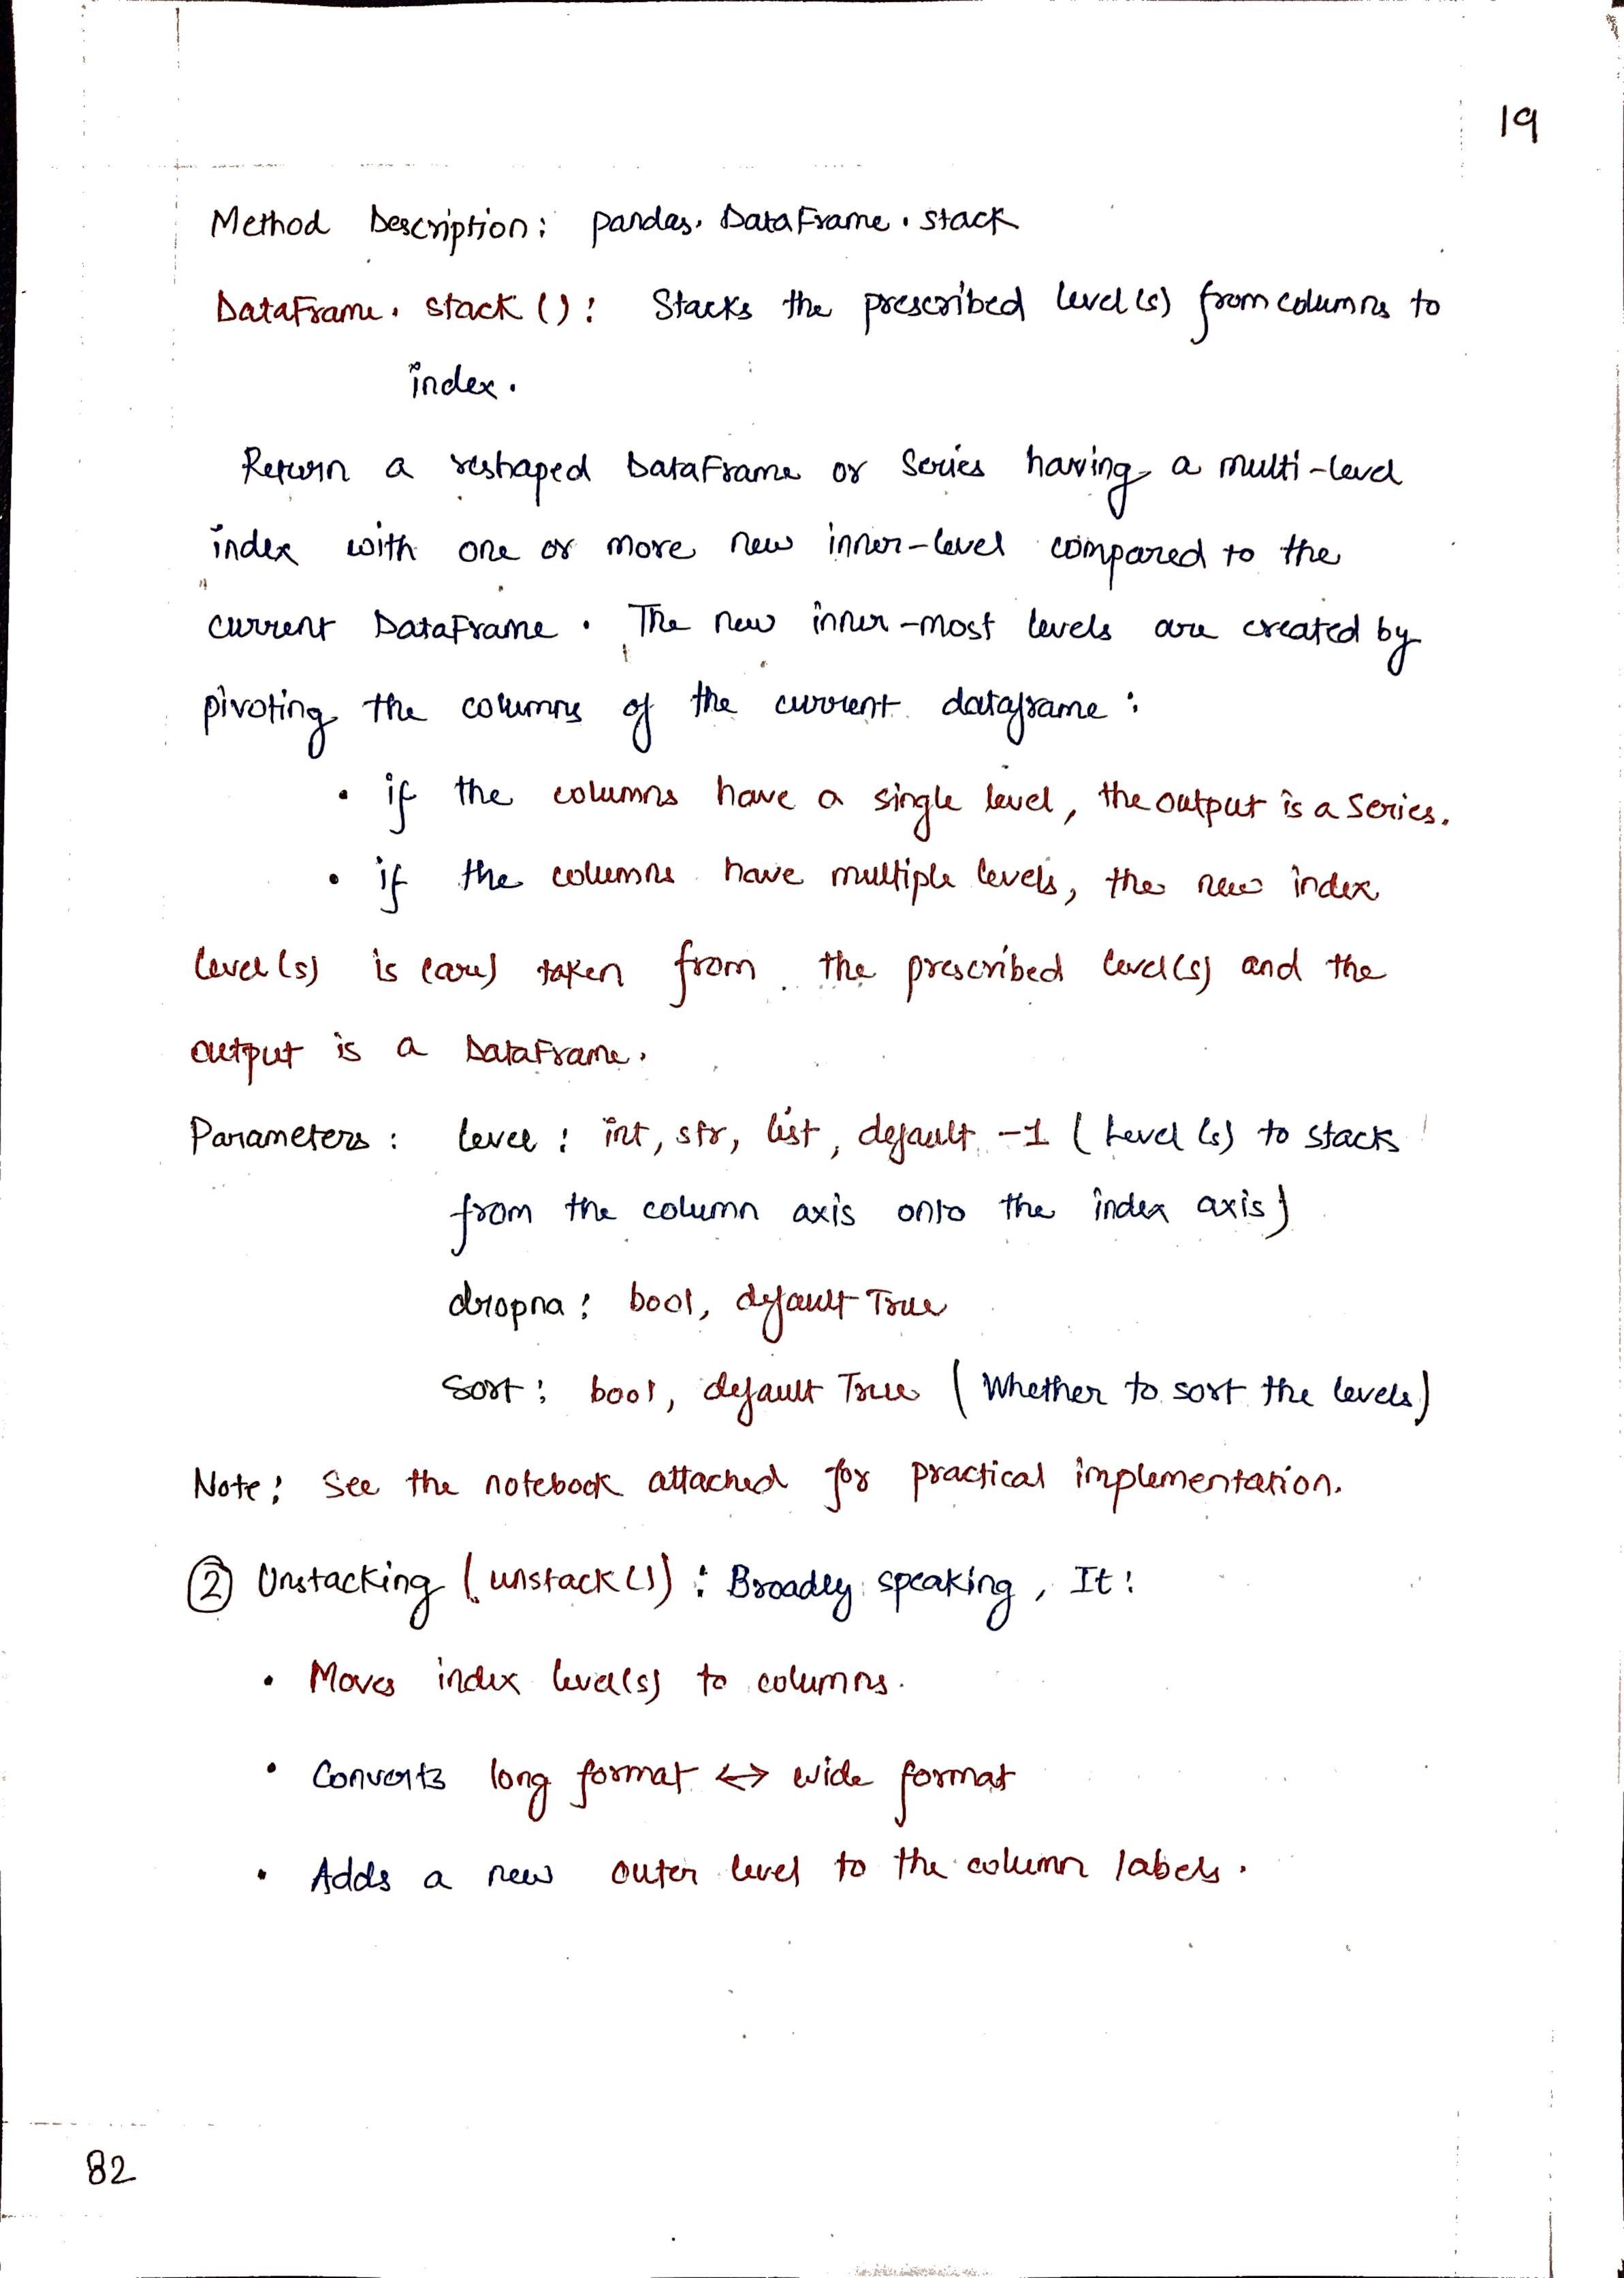 19
Method Description: pandas. DataFrame. stack
DataFrame. stack(): Stacks the prescribed level(s) from columns to
index.
Return a reshaped DataFrame or Series having a multi-level
index with one or more new inner-level compared to the
current DataFrame. The new inner-most levels are created by
pivoting the columns of the current dataframe:
• if the columns have a single level, the output is a Series.
• if the columns have multiple levels, the new index
level(s) is (are) taken from the prescribed level(s) and the
output is a DataFrame.
Parameters: level: int, str, list, default -1 (Level(s) to stack
from the column axis onto the index axis)
dropna: bool, default True
sort: bool, default True (Whether to sort the levels)
Note: See the notebook attached for practical implementation.
② Unstacking (unstack()): Broadly speaking, It:
• Moves index level(s) to columns.
• Converts long format ↔ wide format
• Adds a new outer level to the column labels.
82